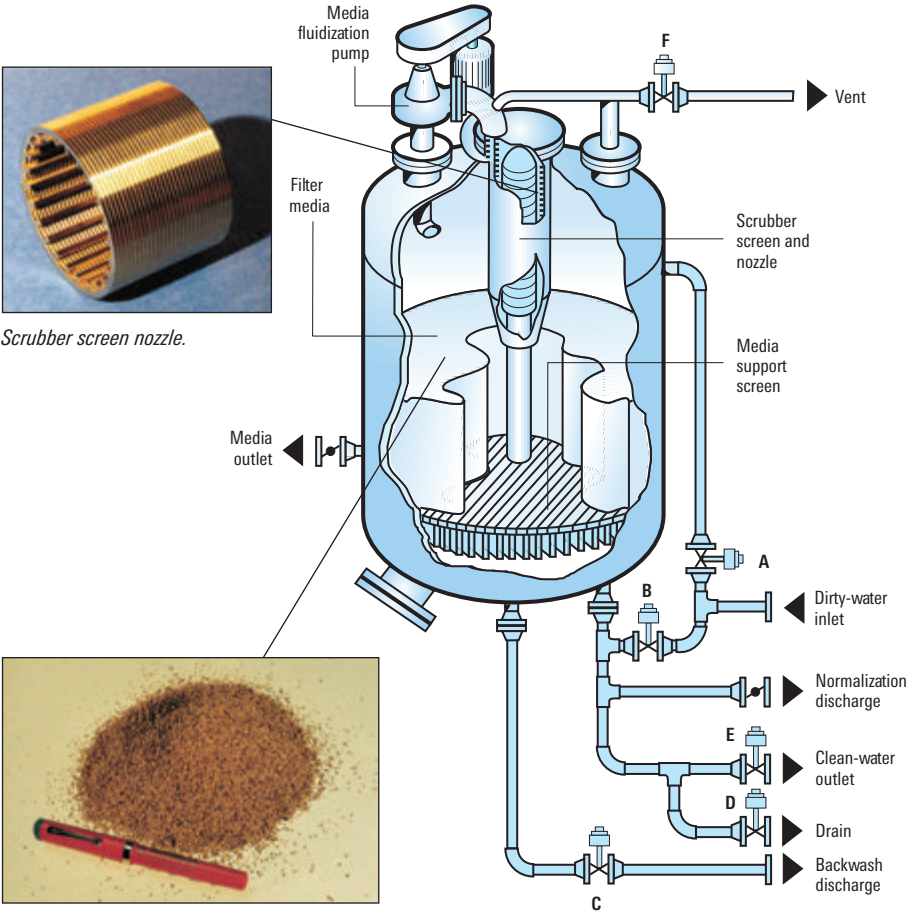 Media
fluidization
pump
F
Vent
Filter
media
Scrubber
screen and
nozzle
Scrubber screen nozzle.
Media
support
screen
Media
outlet
A
B
Dirty-water
inlet
Normalization
discharge
E
Clean-water
outlet
D
Drain
Backwash
discharge
C